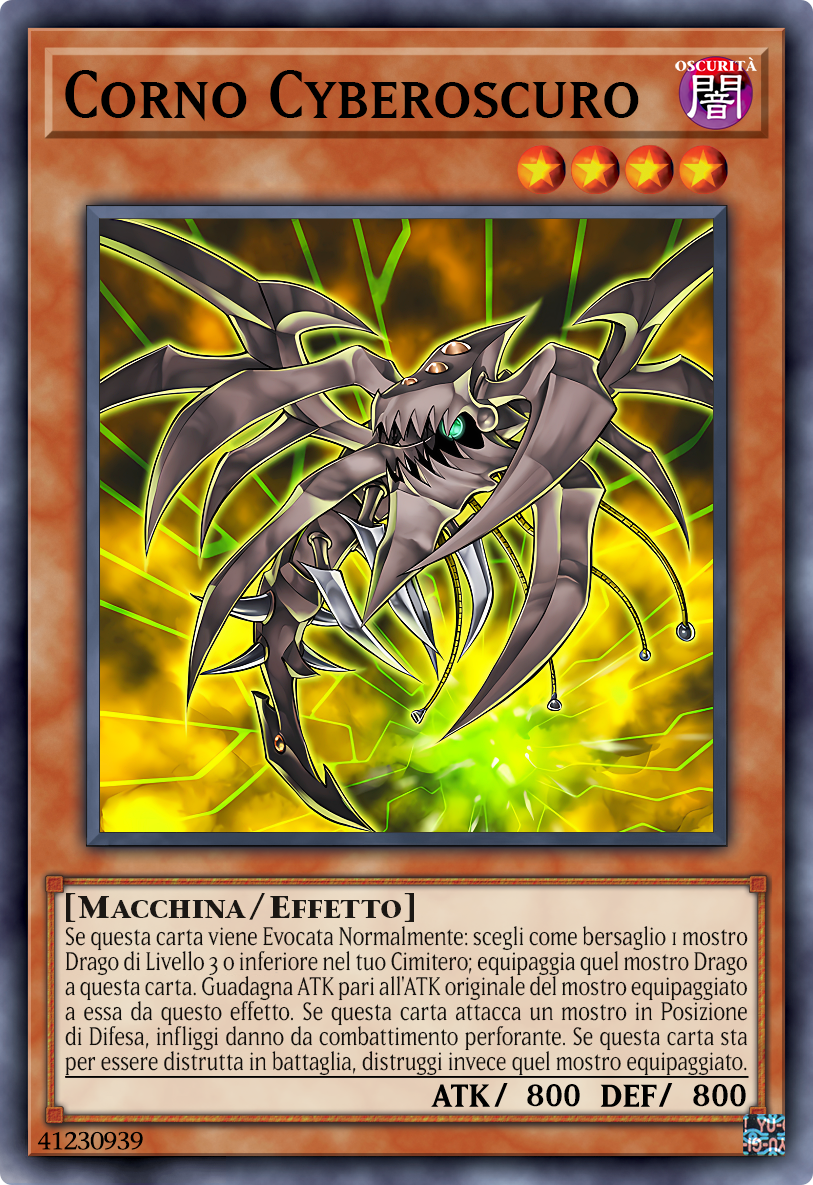 Corno Cyberoscuro
OSCURITÀ
闇
[Macchina/Effetto]
Se questa carta viene Evocata Normalmente: scegli come bersaglio 1 mostro
Drago di Livello 3 o inferiore nel tuo Cimitero; equipaggia quel mostro Drago
a questa carta. Guadagna ATK pari all'ATK originale del mostro equipaggiato
a essa da questo effetto. Se questa carta attacca un mostro in Posizione
di Difesa, infliggi danno da combattimento perforante. Se questa carta sta
per essere distrutta in battaglia, distruggi invece quel mostro equipaggiato.
ATK/ 800 DEF/ 800
41230939